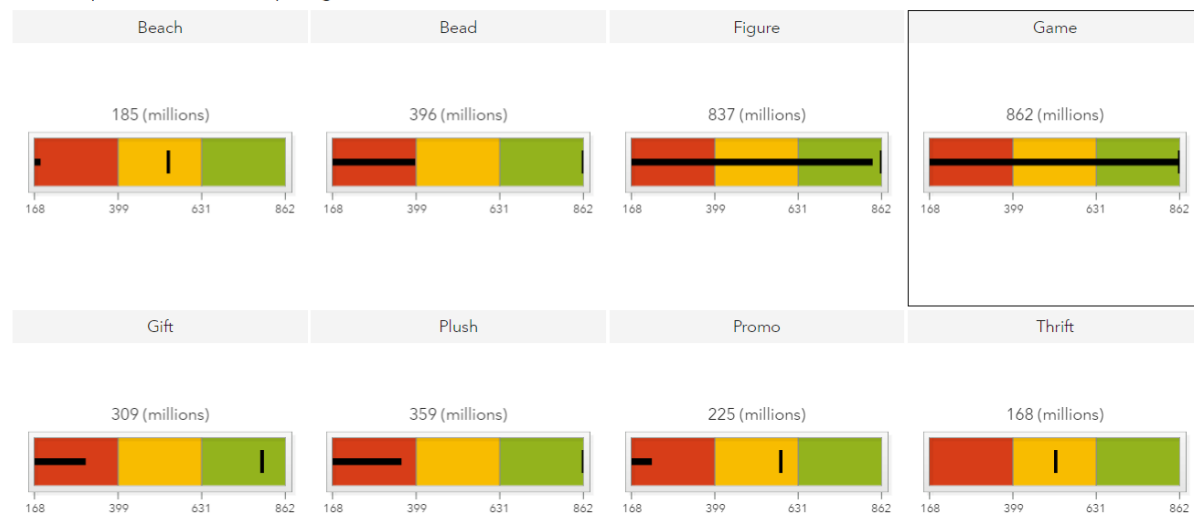 Beach Bead Figure Game
185 (millions) 396 (millions) 837 (millions) 862 (millions)
168 399 631 862 168 399 631 862 168 399 631 862 168 399 631 862
Gift Plush Promo Thrift
309 (millions) 359 (millions) 225 (millions) 168 (millions)
168 399 631 862 168 399 631 862 168 399 631 862 168 399 631 862